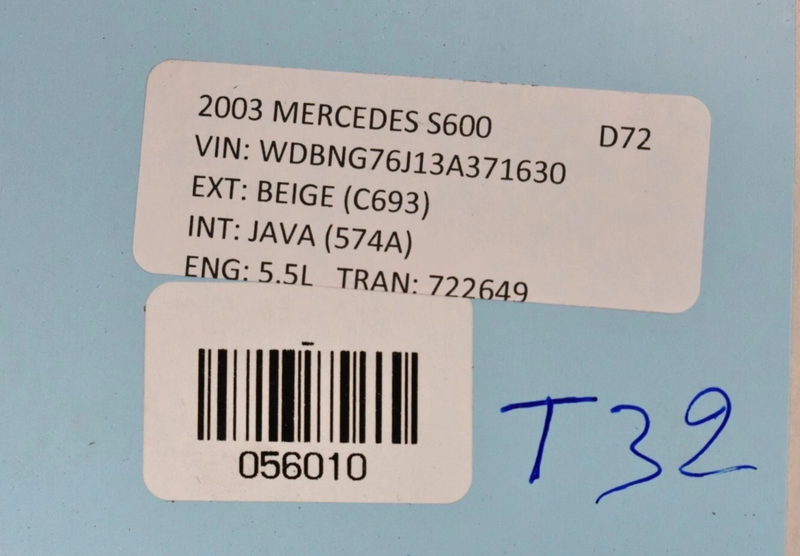 2003 MERCEDES S600 D72
VIN: WDBNG76J13A371630
EXT: BEIGE (C693)
INT: JAVA (574A)
ENG: 5.5L TRAN: 722649
056010
T32